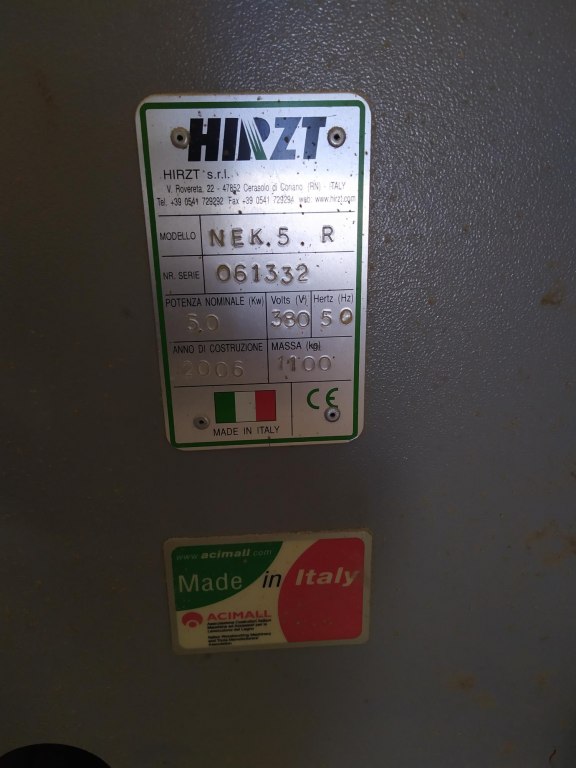 HIRZT
HIRZT s.r.l.
V. Rovereta, 22 - 47852 Cerasolo di Coriano (RN) - ITALY
Tel. +39 0541 729292 Fax +39 0541 729294 web: www.hirzt.com
MODELLO NEK.5.R
NR. SERIE 061332
POTENZA NOMINALE (Kw) Volts (V) Hertz (Hz)
5.0 380 50
ANNO DI COSTRUZIONE MASSA (kg)
2006 1100
MADE IN ITALY CE
www.acimall.com
Made in Italy
ACIMALL